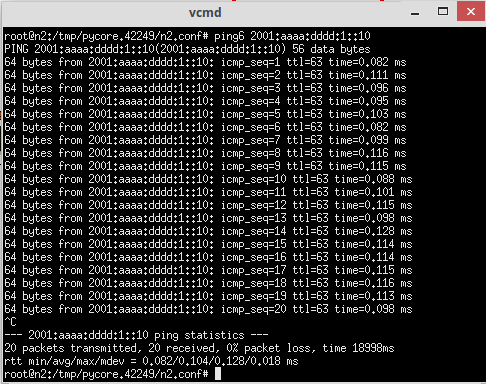 vcmd
root@n2:/tmp/pycore.42249/n2.conf# ping6 2001:aaaa:dddd:1::10
PING 2001:aaaa:dddd:1::10(2001:aaaa:dddd:1::10) 56 data bytes
64 bytes from 2001:aaaa:dddd:1::10: icmp_seq=1 ttl=63 time=0.082 ms
64 bytes from 2001:aaaa:dddd:1::10: icmp_seq=2 ttl=63 time=0.111 ms
64 bytes from 2001:aaaa:dddd:1::10: icmp_seq=3 ttl=63 time=0.096 ms
64 bytes from 2001:aaaa:dddd:1::10: icmp_seq=4 ttl=63 time=0.095 ms
64 bytes from 2001:aaaa:dddd:1::10: icmp_seq=5 ttl=63 time=0.103 ms
64 bytes from 2001:aaaa:dddd:1::10: icmp_seq=6 ttl=63 time=0.082 ms
64 bytes from 2001:aaaa:dddd:1::10: icmp_seq=7 ttl=63 time=0.099 ms
64 bytes from 2001:aaaa:dddd:1::10: icmp_seq=8 ttl=63 time=0.116 ms
64 bytes from 2001:aaaa:dddd:1::10: icmp_seq=9 ttl=63 time=0.115 ms
64 bytes from 2001:aaaa:dddd:1::10: icmp_seq=10 ttl=63 time=0.088 ms
64 bytes from 2001:aaaa:dddd:1::10: icmp_seq=11 ttl=63 time=0.101 ms
64 bytes from 2001:aaaa:dddd:1::10: icmp_seq=12 ttl=63 time=0.115 ms
64 bytes from 2001:aaaa:dddd:1::10: icmp_seq=13 ttl=63 time=0.098 ms
64 bytes from 2001:aaaa:dddd:1::10: icmp_seq=14 ttl=63 time=0.128 ms
64 bytes from 2001:aaaa:dddd:1::10: icmp_seq=15 ttl=63 time=0.114 ms
64 bytes from 2001:aaaa:dddd:1::10: icmp_seq=16 ttl=63 time=0.114 ms
64 bytes from 2001:aaaa:dddd:1::10: icmp_seq=17 ttl=63 time=0.115 ms
64 bytes from 2001:aaaa:dddd:1::10: icmp_seq=18 ttl=63 time=0.116 ms
64 bytes from 2001:aaaa:dddd:1::10: icmp_seq=19 ttl=63 time=0.113 ms
64 bytes from 2001:aaaa:dddd:1::10: icmp_seq=20 ttl=63 time=0.098 ms
^C
--- 2001:aaaa:dddd:1::10 ping statistics ---
20 packets transmitted, 20 received, 0% packet loss, time 18998ms
rtt min/avg/max/mdev = 0.082/0.104/0.128/0.018 ms
root@n2:/tmp/pycore.42249/n2.conf#